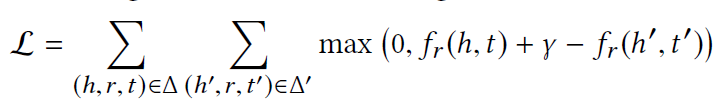 ℒ = ∑_{(h,r,t)∈Δ} ∑_{(h′,r,t′)∈Δ′} max (0, f_r(h, t) + γ − f_r(h′, t′))